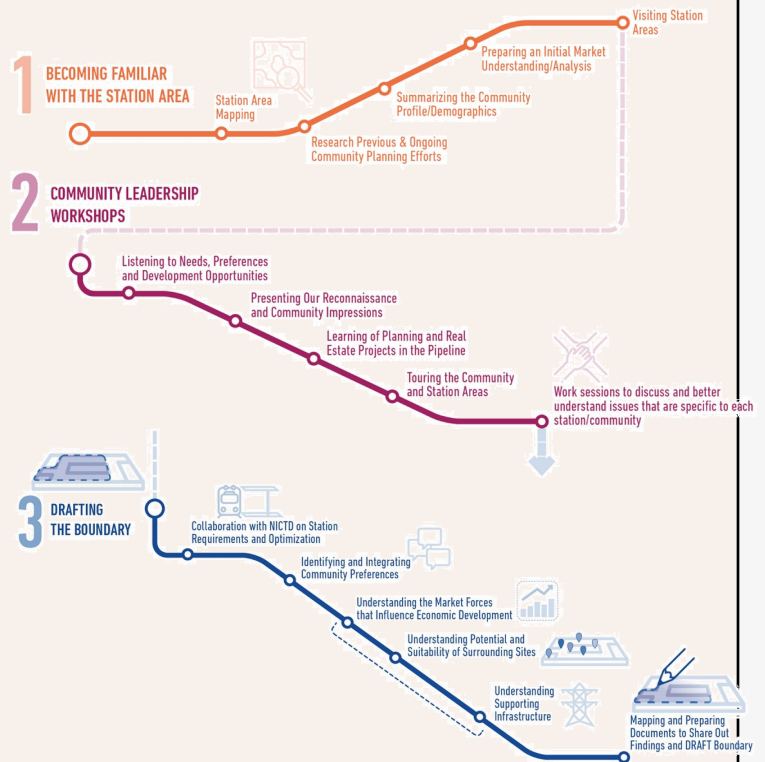 1
BECOMING FAMILIAR
WITH THE STATION AREA
Station Area
Mapping
Research Previous & Ongoing
Community Planning Efforts
Summarizing the Community
Profile/Demographics
Preparing an Initial Market
Understanding/Analysis
Visiting Station
Areas
2
COMMUNITY LEADERSHIP
WORKSHOPS
Listening to Needs, Preferences
and Development Opportunities
Presenting Our Reconnaissance
and Community Impressions
Learning of Planning and Real
Estate Projects in the Pipeline
Touring the Community
and Station Areas
Work sessions to discuss and better
understand issues that are specific to each
station/community
3
DRAFTING
THE BOUNDARY
Collaboration with NICTD on Station
Requirements and Optimization
Identifying and Integrating
Community Preferences
Understanding the Market Forces
that Influence Economic Development
Understanding Potential and
Suitability of Surrounding Sites
Understanding
Supporting
Infrastructure
Mapping and Preparing
Documents to Share Out
Findings and DRAFT Boundary